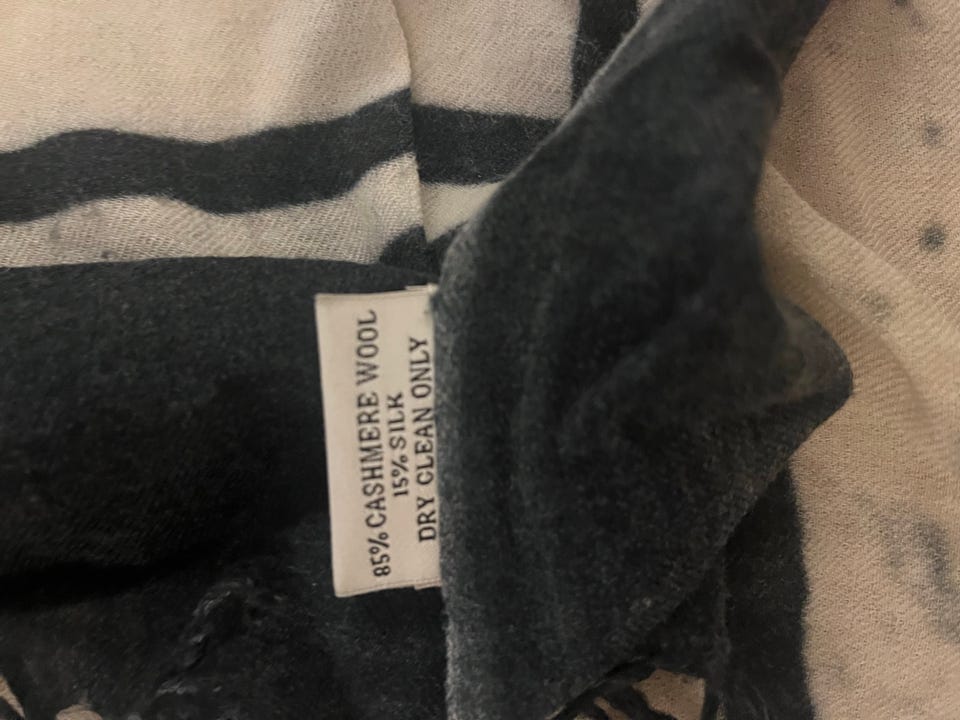 85% CASHMERE WOOL
15% SILK
DRY CLEAN ONLY